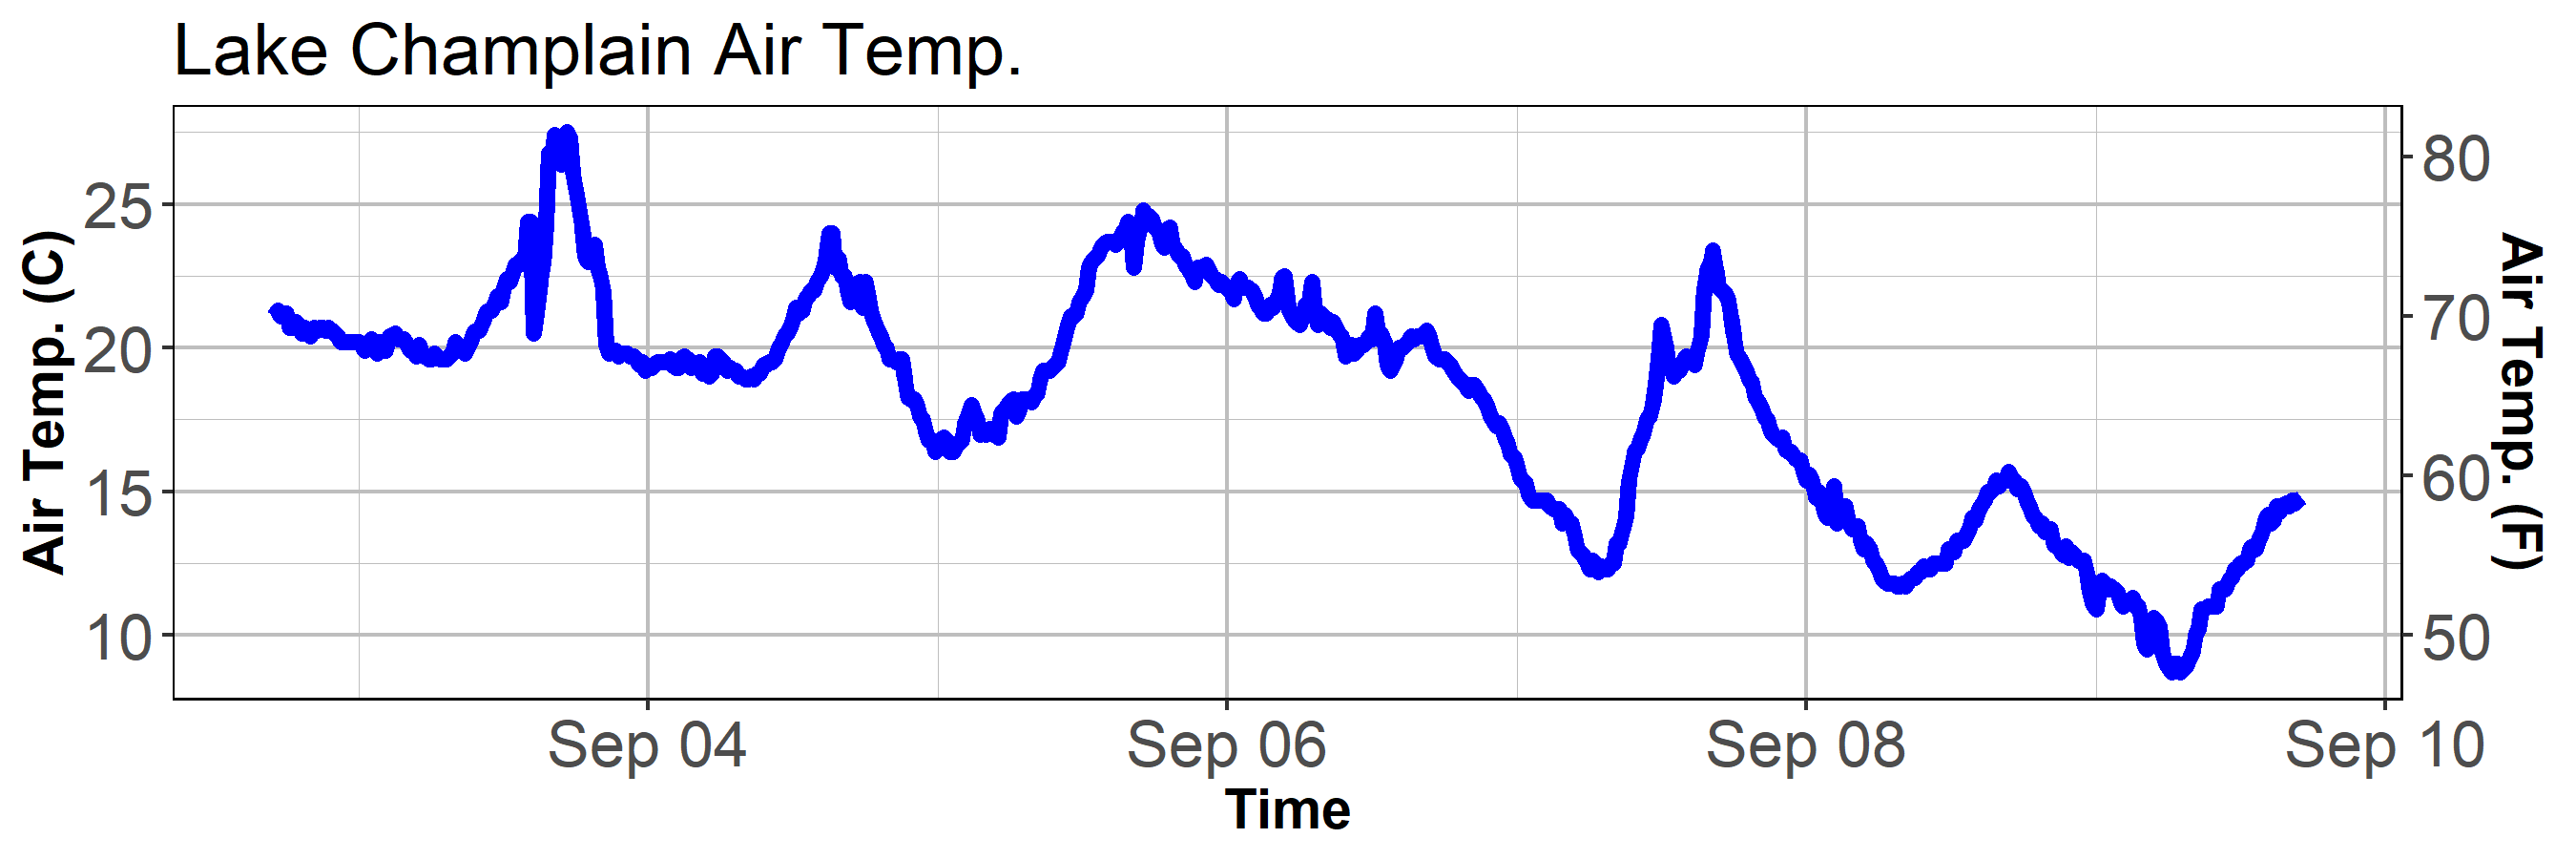 Lake Champlain Air Temp.
Air Temp. (C)
25
20
15
10
80
70
60
50
Air Temp. (F)
Sep 04 Sep 06 Sep 08 Sep 10
Time